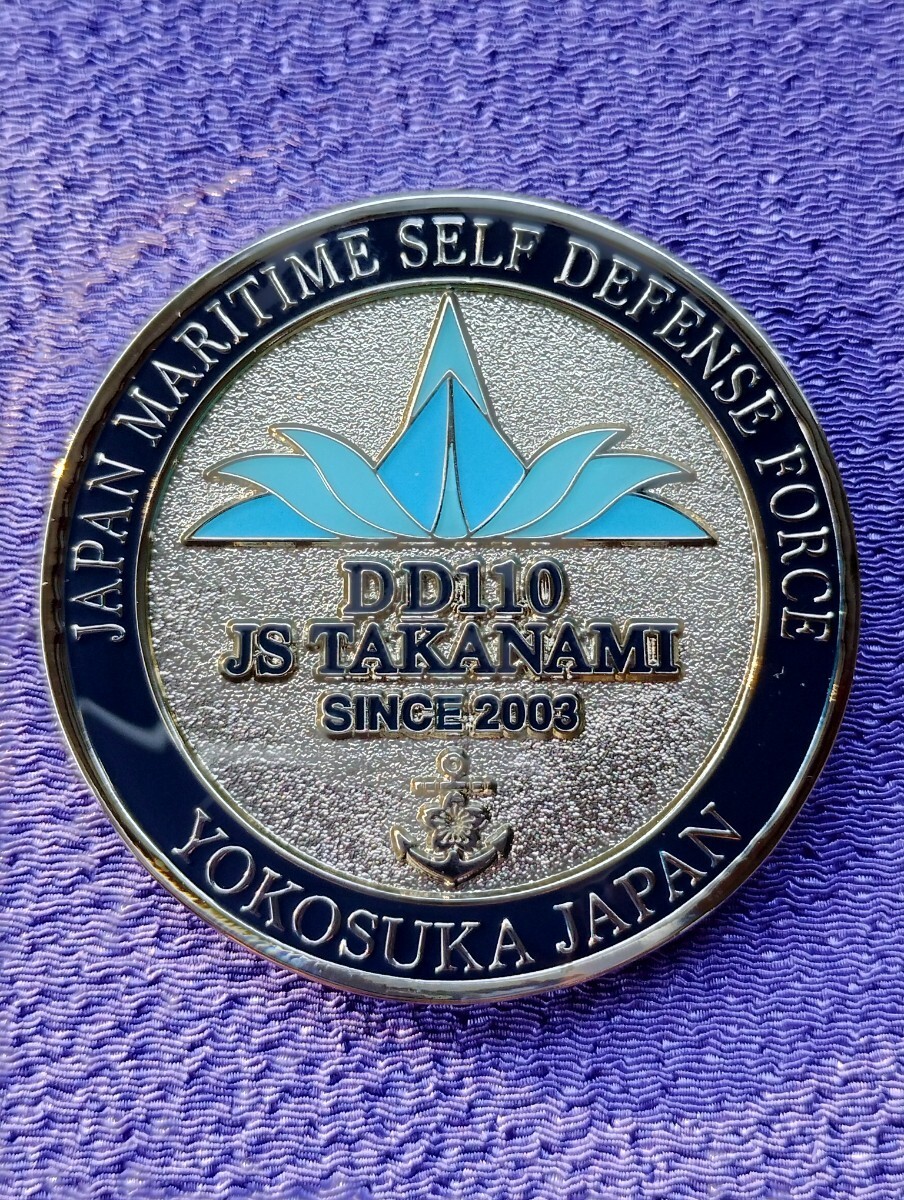 JAPAN MARITIME SELF DEFENSE FORCE
DD110
JS TAKANAMI
SINCE 2003
YOKOSUKA JAPAN